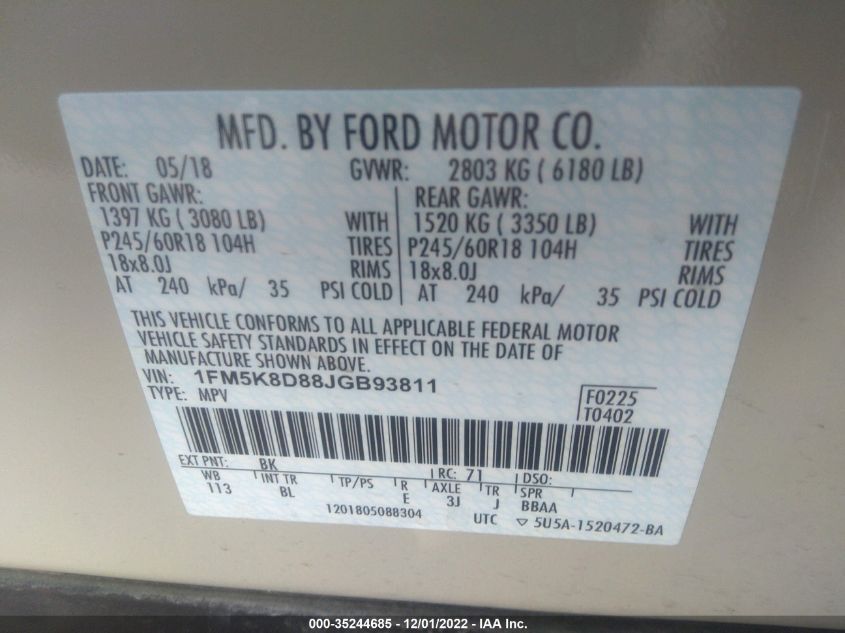 MFD. BY FORD MOTOR CO.
DATE: 05/18 GVWR: 2803 KG ( 6180 LB)
FRONT GAWR: REAR GAWR:
1397 KG ( 3080 LB) WITH 1520 KG ( 3350 LB) WITH
P245/60R18 104H TIRES P245/60R18 104H TIRES
18x8.0J RIMS 18x8.0J RIMS
AT 240 kPa/ 35 PSI COLD AT 240 kPa/ 35 PSI COLD
THIS VEHICLE CONFORMS TO ALL APPLICABLE FEDERAL MOTOR
VEHICLE SAFETY STANDARDS IN EFFECT ON THE DATE OF
MANUFACTURE SHOWN ABOVE.
VIN: 1FM5K8D88JGB93811
TYPE: MPV F0225
T0402
EXT PNT: BK RC: 71 DSO:
WB INT TR TP/PS R AXLE TR SPR
113 BL E 3J J BBAA
1201805088304 UTC ▽ 5U5A-1520472-BA
000-35244685 - 12/01/2022 - IAA Inc.